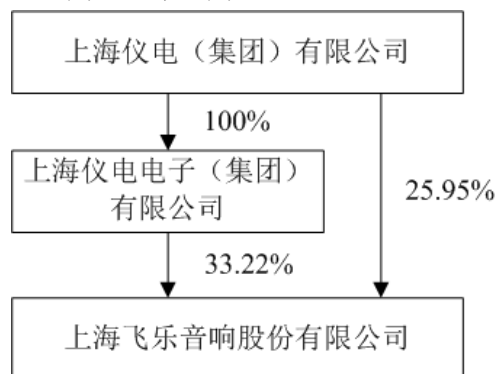 上海仪电（集团）有限公司
100%
上海仪电电子（集团）
有限公司
25.95%
33.22%
上海飞乐音响股份有限公司